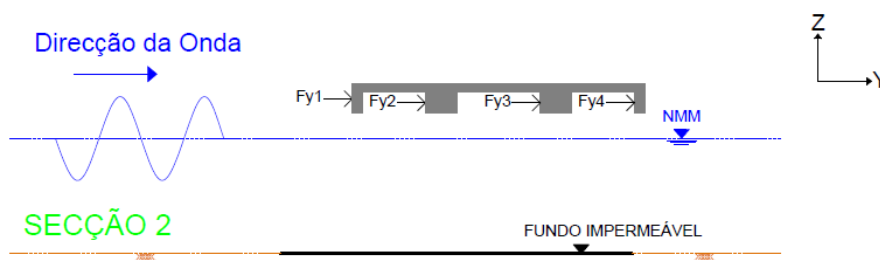 Direcção da Onda
Z
Y
Fy1
Fy2
Fy3
Fy4
NMM
SECÇÃO 2
FUNDO IMPERMEÁVEL